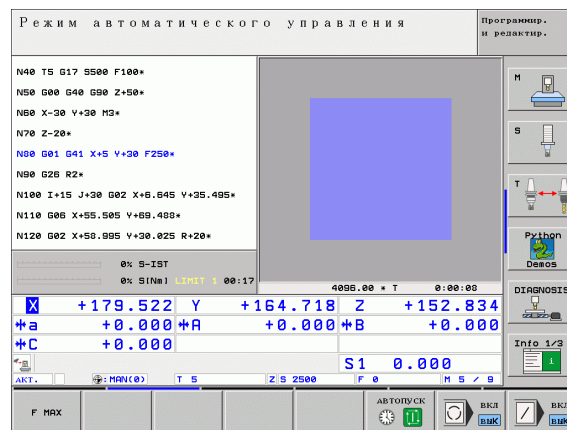 Режим автоматического управления
Программир.
и редактир.
N40 T5 G17 S500 F100*
N50 G00 G40 G90 Z+50*
N60 X-30 Y+30 M3*
N70 Z-20*
N80 G01 G41 X+5 Y+30 F250*
N90 G26 R2*
N100 I+15 J+30 G02 X+6.645 Y+35.495*
N110 G06 X+55.505 Y+69.488*
N120 G02 X+58.995 Y+30.025 R+20*
0% S-IST
0% S[Nm] LIMIT 1 00:17
4096.00 * T 0:00:08
X +179.522 Y +164.718 Z +152.834
*a +0.000 *A +0.000 *B +0.000
*C +0.000
S1 0.000
АКТ. : MAN(0) T 5 Z S 2500 F 0 M 5 / 9
M
S
T
Python
Demos
DIAGNOSIS
Info 1/3
F MAX
АВТОПУСК
ВКЛ
ВЫК
ВКЛ
ВЫК